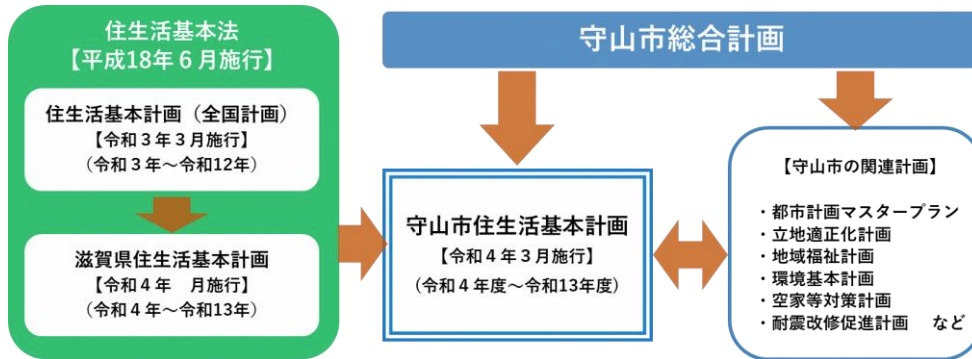 住生活基本法
【平成18年６月施行】
住生活基本計画（全国計画）
【令和３年３月施行】
（令和３年～令和12年）
滋賀県住生活基本計画
【令和４年　月施行】
（令和４年～令和13年）
守山市総合計画
守山市住生活基本計画
【令和４年３月施行】
（令和４年度～令和13年度）
【守山市の関連計画】
・都市計画マスタープラン
・立地適正化計画
・地域福祉計画
・環境基本計画
・空家等対策計画
・耐震改修促進計画　など